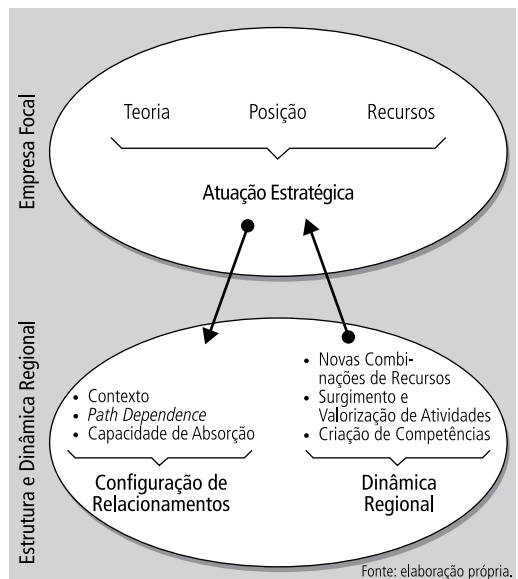 Empresa Focal
Teoria Posição Recursos
Atuação Estratégica
Estrutura e Dinâmica Regional
• Contexto
• Path Dependence
• Capacidade de Absorção
Configuração de
Relacionamentos
• Novas Combi-
nações de Recursos
• Surgimento e
Valorização de Atividades
• Criação de Competências
Dinâmica
Regional
Fonte: elaboração própria.